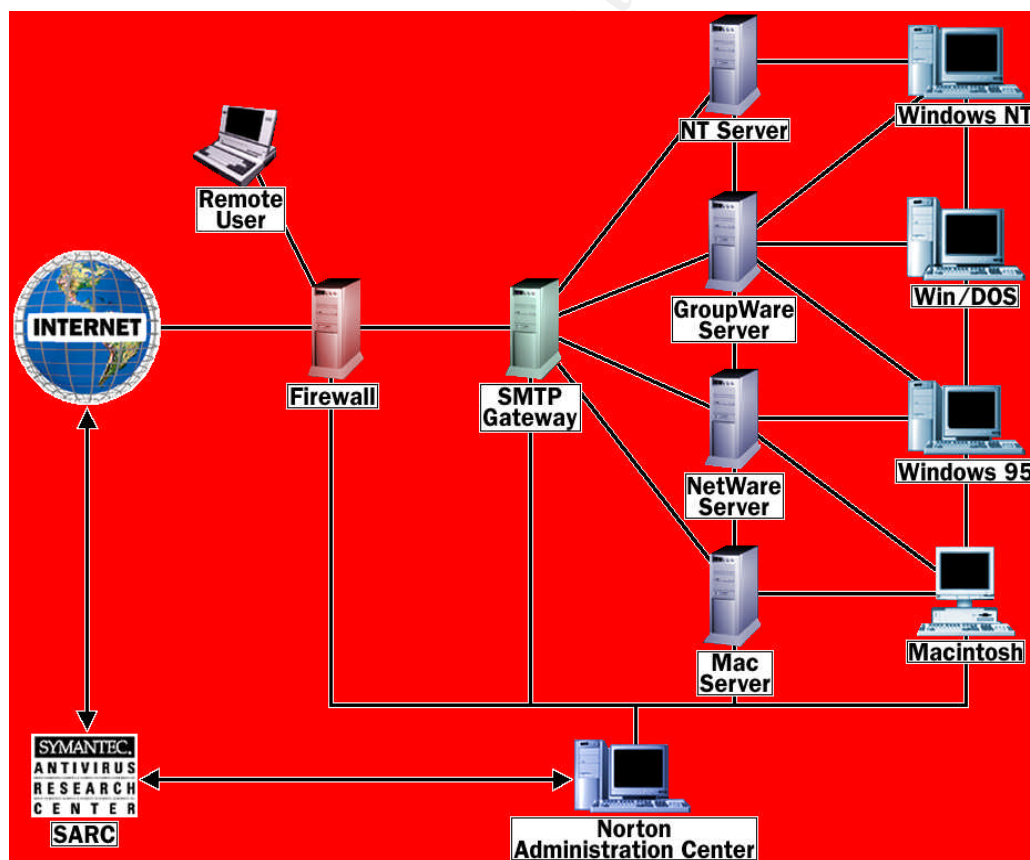 NT Server
Windows NT
Remote
User
INTERNET
Firewall
SMTP
Gateway
GroupWare
Server
Win/DOS
NetWare
Server
Windows 95
Mac
Server
Macintosh
SYMANTEC.
ANTIVIRUS
RESEARCH
CENTER
SARC
Norton
Administration Center